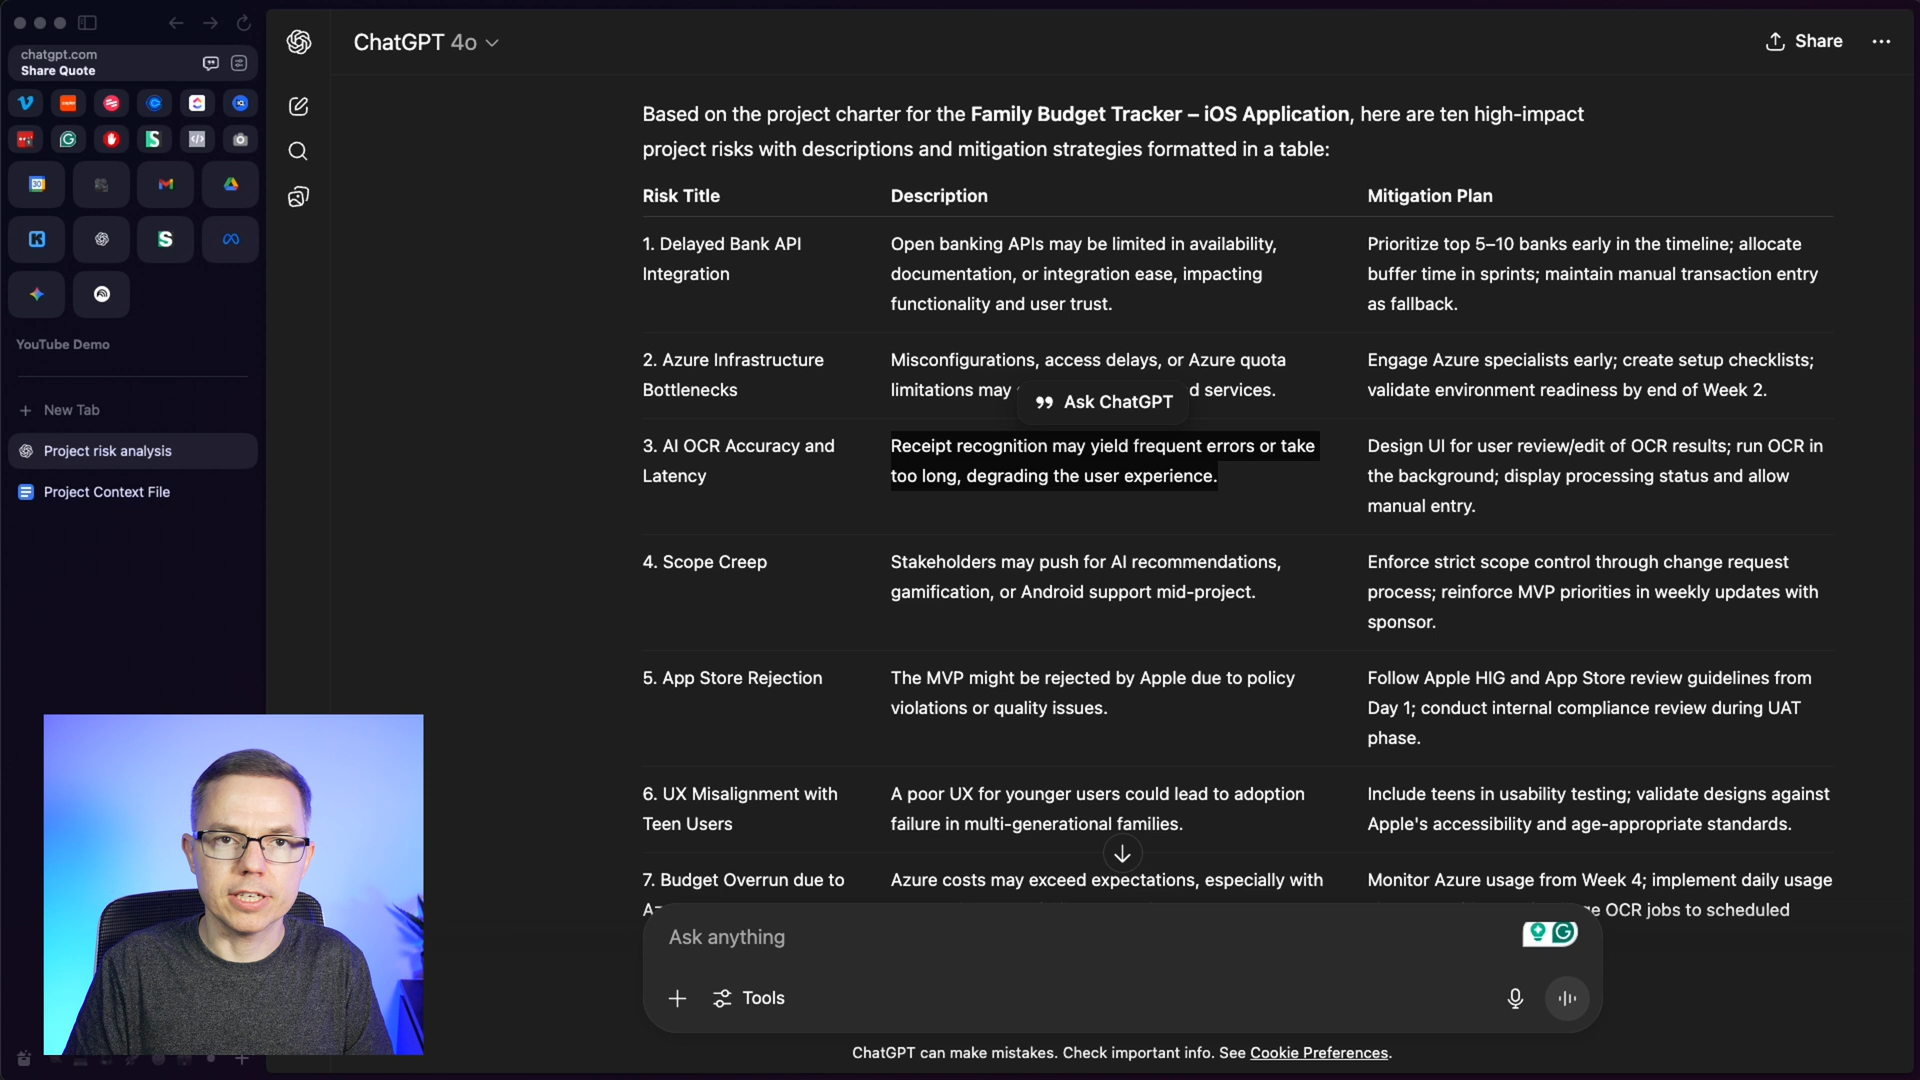 chatgpt.com
Share Quote
YouTube Demo
New Tab
Project risk analysis
Project Context File
ChatGPT 4o
Share
Based on the project charter for the Family Budget Tracker – iOS Application, here are ten high-impact
project risks with descriptions and mitigation strategies formatted in a table:
Risk Title
Description
Mitigation Plan
1. Delayed Bank API
Integration
Open banking APIs may be limited in availability,
documentation, or integration ease, impacting
functionality and user trust.
Prioritize top 5–10 banks early in the timeline; allocate
buffer time in sprints; maintain manual transaction entry
as fallback.
2. Azure Infrastructure
Bottlenecks
Misconfigurations, access delays, or Azure quota
limitations may d services.
Ask ChatGPT
Engage Azure specialists early; create setup checklists;
validate environment readiness by end of Week 2.
3. AI OCR Accuracy and
Latency
Receipt recognition may yield frequent errors or take
too long, degrading the user experience.
Design UI for user review/edit of OCR results; run OCR in
the background; display processing status and allow
manual entry.
4. Scope Creep
Stakeholders may push for AI recommendations,
gamification, or Android support mid-project.
Enforce strict scope control through change request
process; reinforce MVP priorities in weekly updates with
sponsor.
5. App Store Rejection
The MVP might be rejected by Apple due to policy
violations or quality issues.
Follow Apple HIG and App Store review guidelines from
Day 1; conduct internal compliance review during UAT
phase.
6. UX Misalignment with
Teen Users
A poor UX for younger users could lead to adoption
failure in multi-generational families.
Include teens in usability testing; validate designs against
Apple's accessibility and age-appropriate standards.
7. Budget Overrun due to
Azure costs may exceed expectations, especially with
Monitor Azure usage from Week 4; implement daily usage
OCR jobs to scheduled
Ask anything
Tools
ChatGPT can make mistakes. Check important info. See Cookie Preferences.